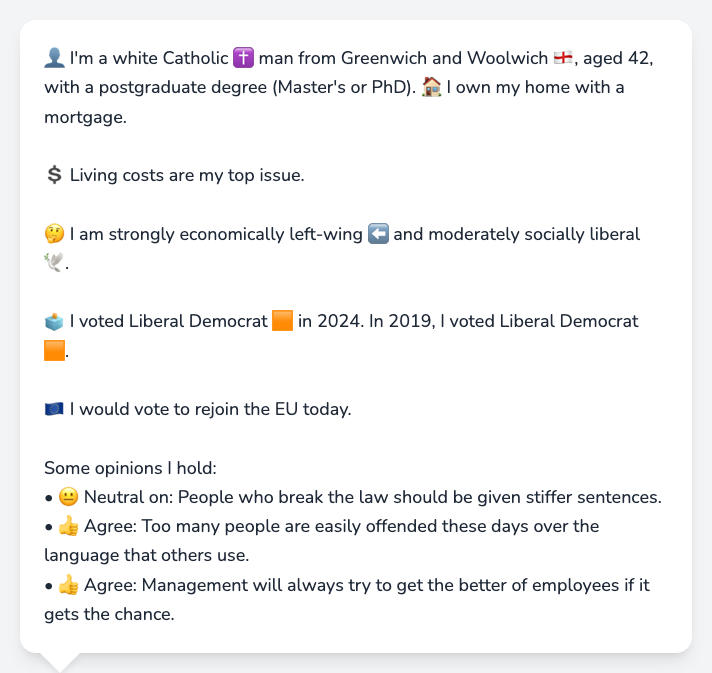 👤 I'm a white Catholic ✝️ man from Greenwich and Woolwich 🏴󠁧󠁢󠁥󠁮󠁧󠁿, aged 42,
with a postgraduate degree (Master's or PhD). 🏠 I own my home with a
mortgage.
💲 Living costs are my top issue.
🤔 I am strongly economically left-wing ⬅️ and moderately socially liberal
🕊️.
🗳️ I voted Liberal Democrat 🟧 in 2024. In 2019, I voted Liberal Democrat
🟧.
🇪🇺 I would vote to rejoin the EU today.
Some opinions I hold:
• 😐 Neutral on: People who break the law should be given stiffer sentences.
• 👍 Agree: Too many people are easily offended these days over the
language that others use.
• 👍 Agree: Management will always try to get the better of employees if it
gets the chance.